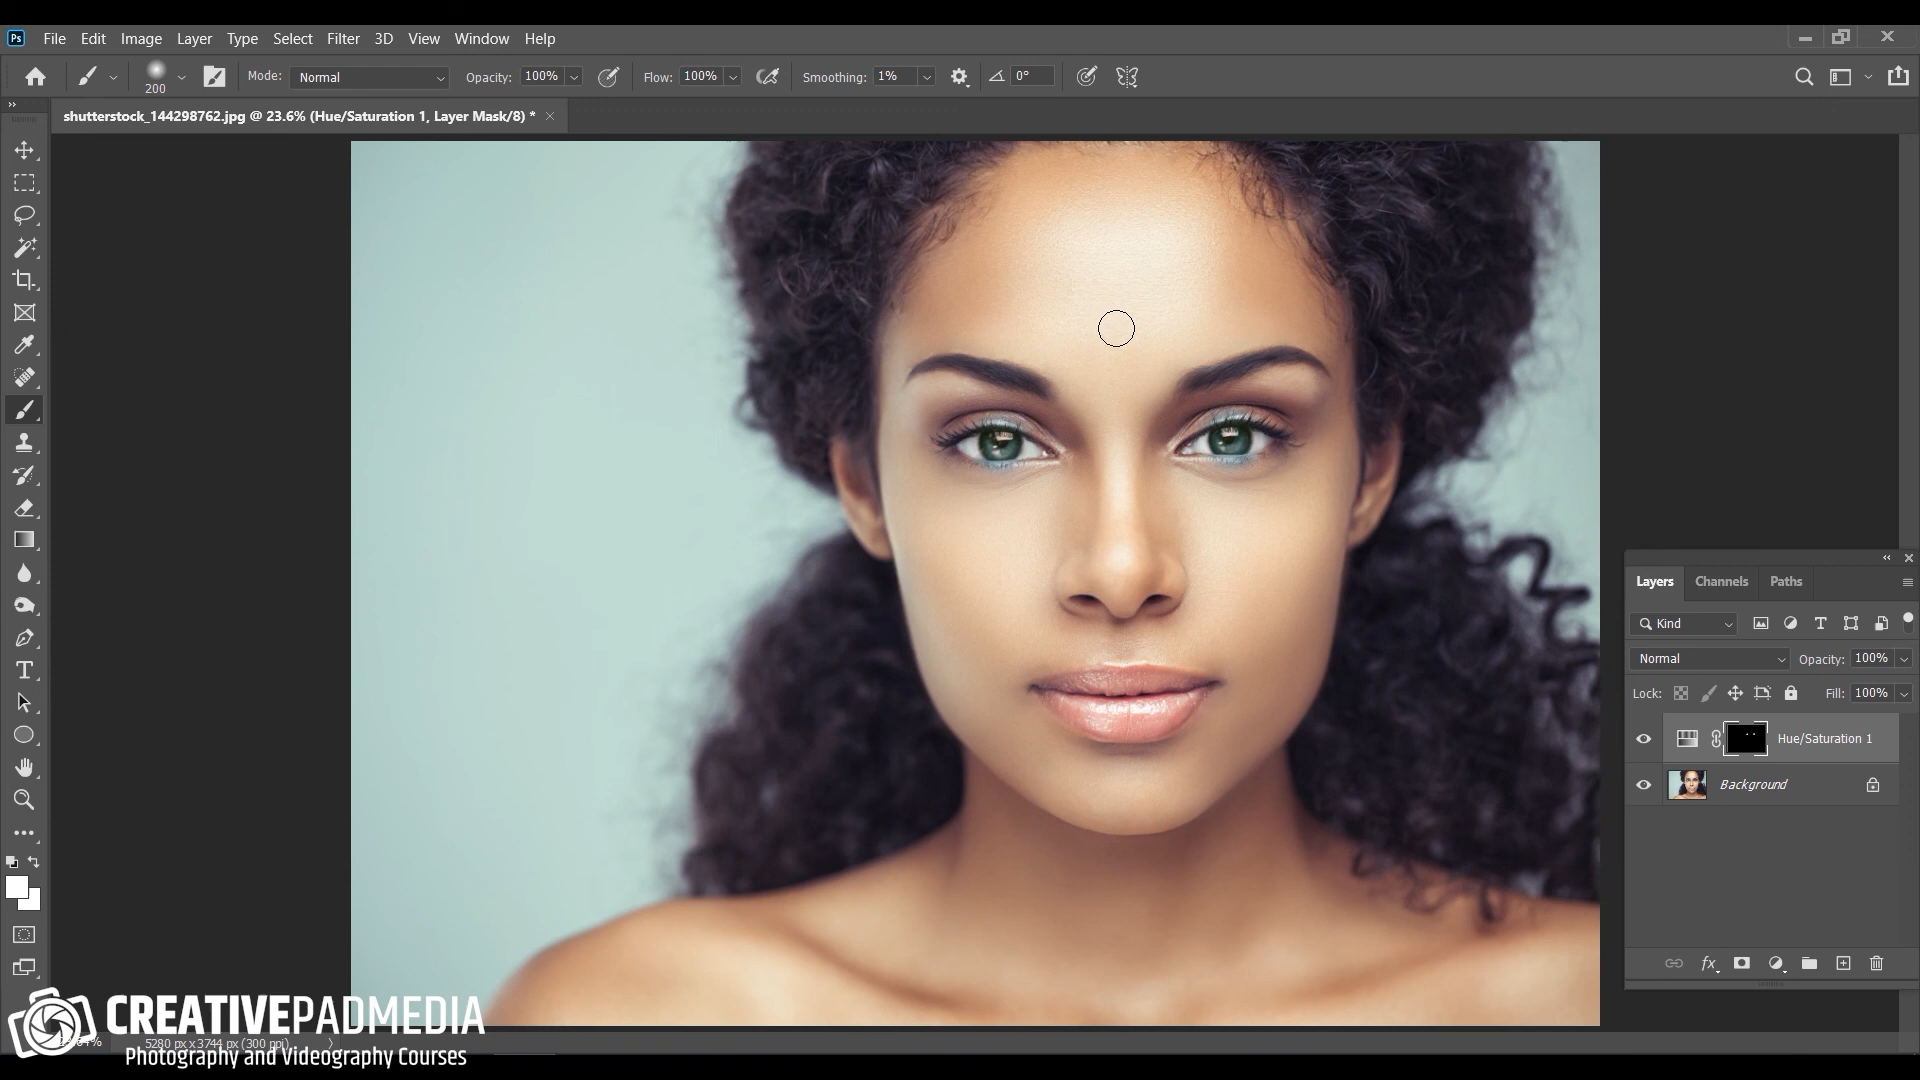 Ps File Edit Image Layer Type Select Filter 3D View Window Help
200 Mode: Normal Opacity: 100% Flow: 100% Smoothing: 1% 0°
shutterstock_144298762.jpg @ 23.6% (Hue/Saturation 1, Layer Mask/8) *
Layers Channels Paths
Kind
Normal Opacity: 100%
Lock: Fill: 100%
Hue/Saturation 1
Background
fx
CREATIVEPADMEDIA
5280 px x 3744 px (300 ppi)
Photography and Videography Courses